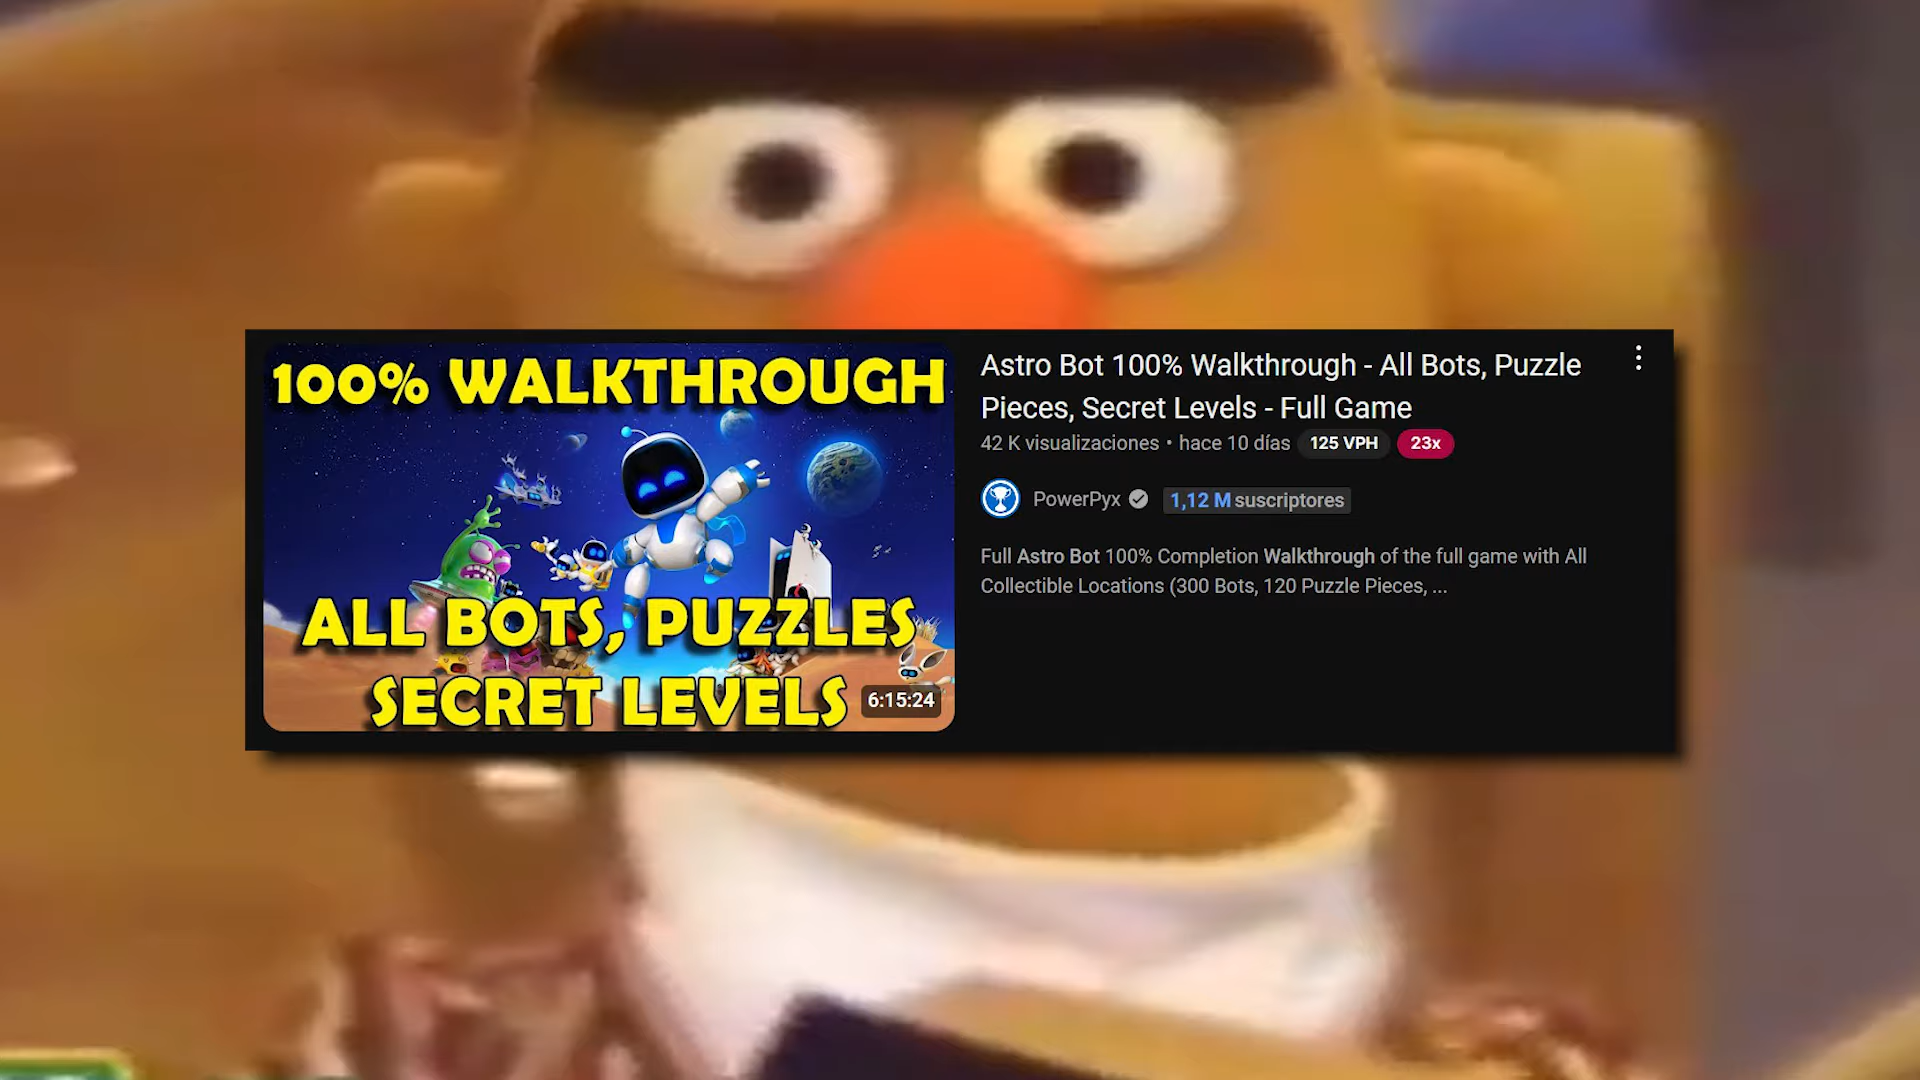 100% WALKTHROUGH
ALL BOTS, PUZZLES
SECRET LEVELS
6:15:24
Astro Bot 100% Walkthrough - All Bots, Puzzle
Pieces, Secret Levels - Full Game
42 K visualizaciones • hace 10 días 125 VPH 23x
PowerPyx 1,12 M suscriptores
Full Astro Bot 100% Completion Walkthrough of the full game with All
Collectible Locations (300 Bots, 120 Puzzle Pieces, ...